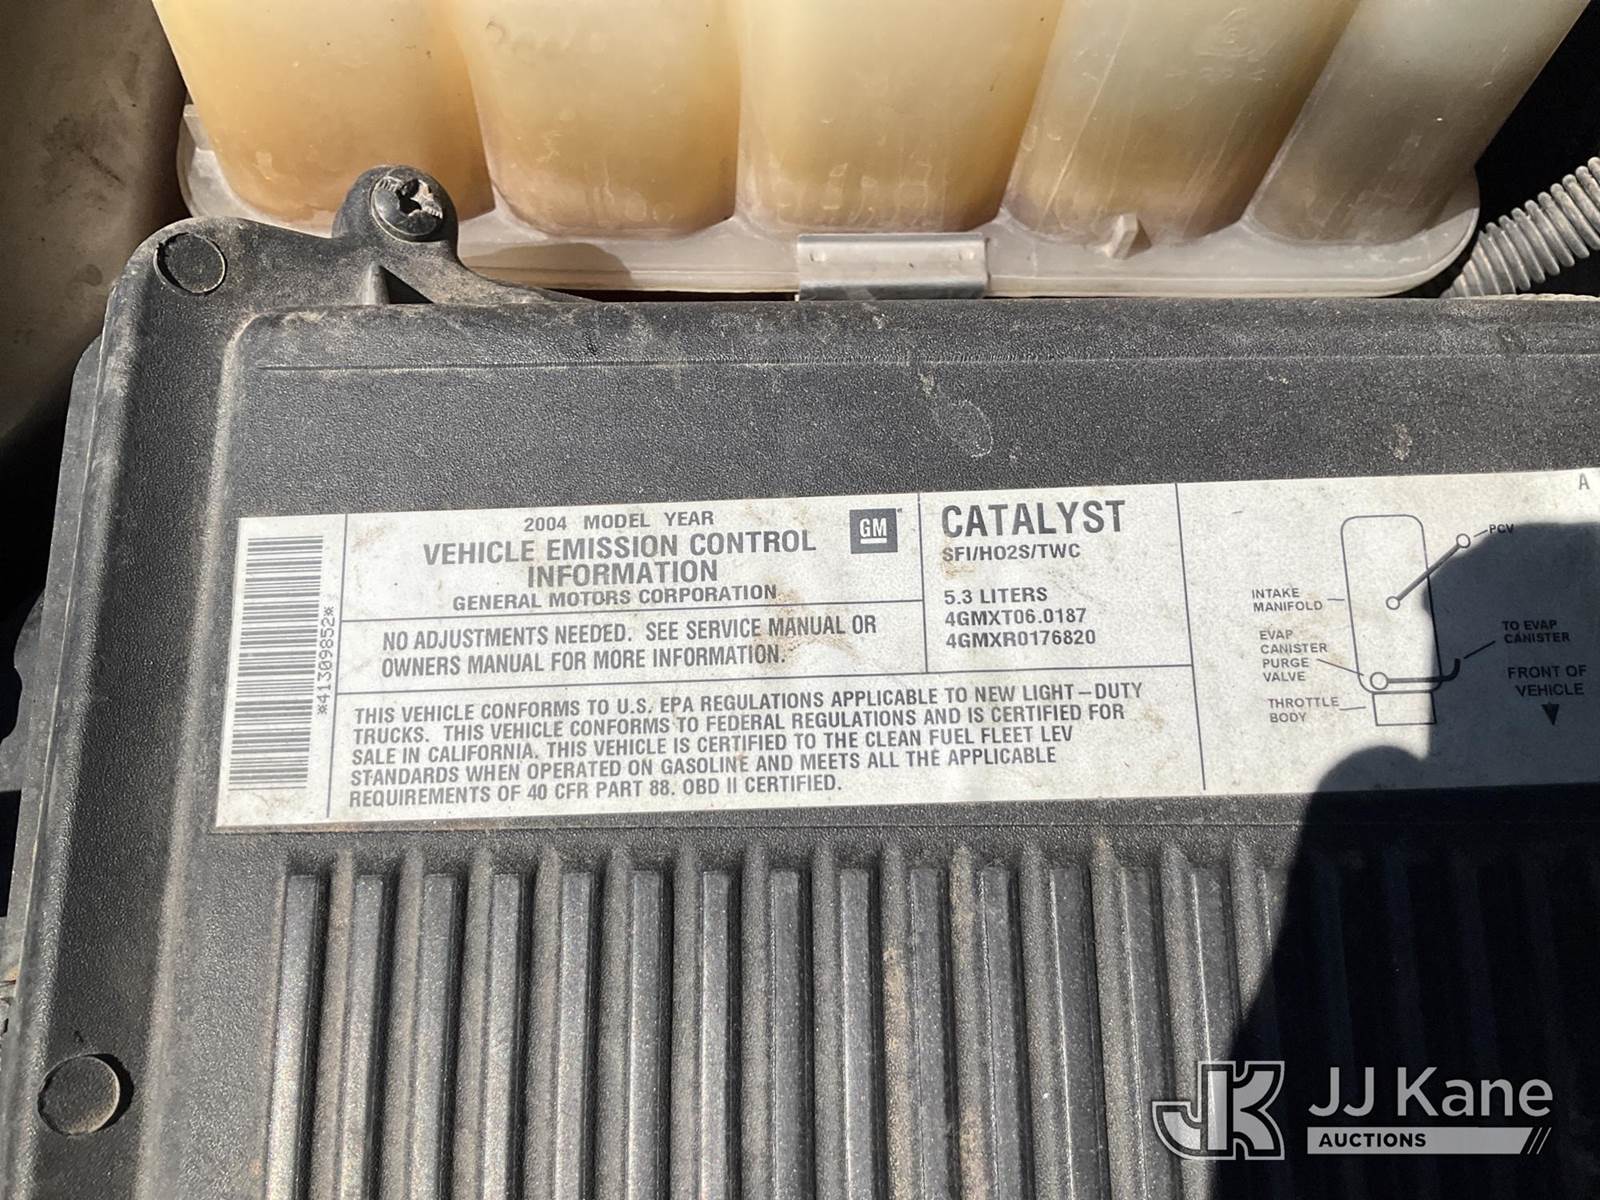 *41309852*
2004 MODEL YEAR
VEHICLE EMISSION CONTROL
INFORMATION
GENERAL MOTORS CORPORATION
GM
NO ADJUSTMENTS NEEDED. SEE SERVICE MANUAL OR
OWNERS MANUAL FOR MORE INFORMATION.
CATALYST
SFI/HO2S/TWC
5.3 LITERS
4GMXT06.0187
4GMXR0176820
THIS VEHICLE CONFORMS TO U.S. EPA REGULATIONS APPLICABLE TO NEW LIGHT-DUTY
TRUCKS. THIS VEHICLE CONFORMS TO FEDERAL REGULATIONS AND IS CERTIFIED FOR
SALE IN CALIFORNIA. THIS VEHICLE IS CERTIFIED TO THE CLEAN FUEL FLEET LEV
STANDARDS WHEN OPERATED ON GASOLINE AND MEETS ALL THE APPLICABLE
REQUIREMENTS OF 40 CFR PART 88. OBD II CERTIFIED.
A
PCV
INTAKE
MANIFOLD
EVAP
CANISTER
PURGE
VALVE
THROTTLE
BODY
TO EVAP
CANISTER
FRONT OF
VEHICLE
JK
JJ Kane
AUCTIONS